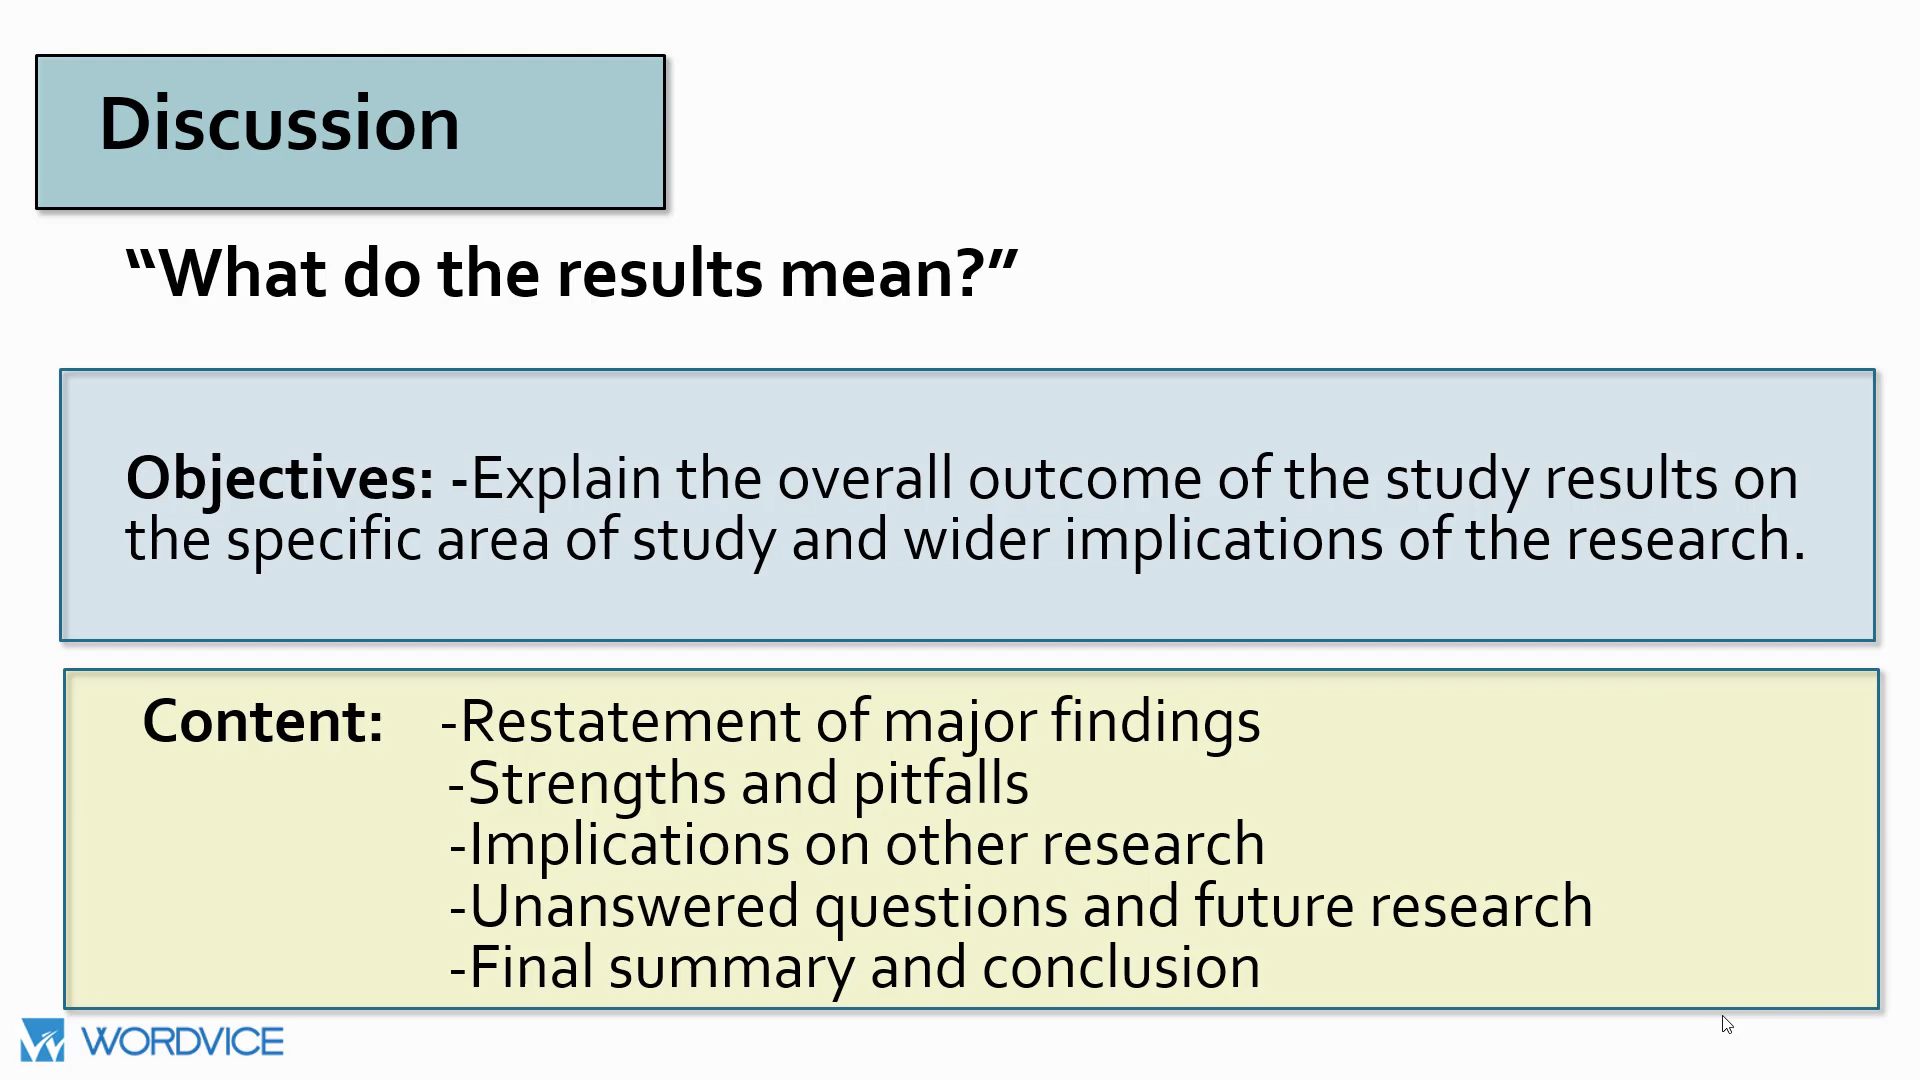 Discussion
“What do the results mean?”
Objectives: -Explain the overall outcome of the study results on
the specific area of study and wider implications of the research.
Content: -Restatement of major findings
-Strengths and pitfalls
-Implications on other research
-Unanswered questions and future research
-Final summary and conclusion
WORDVICE